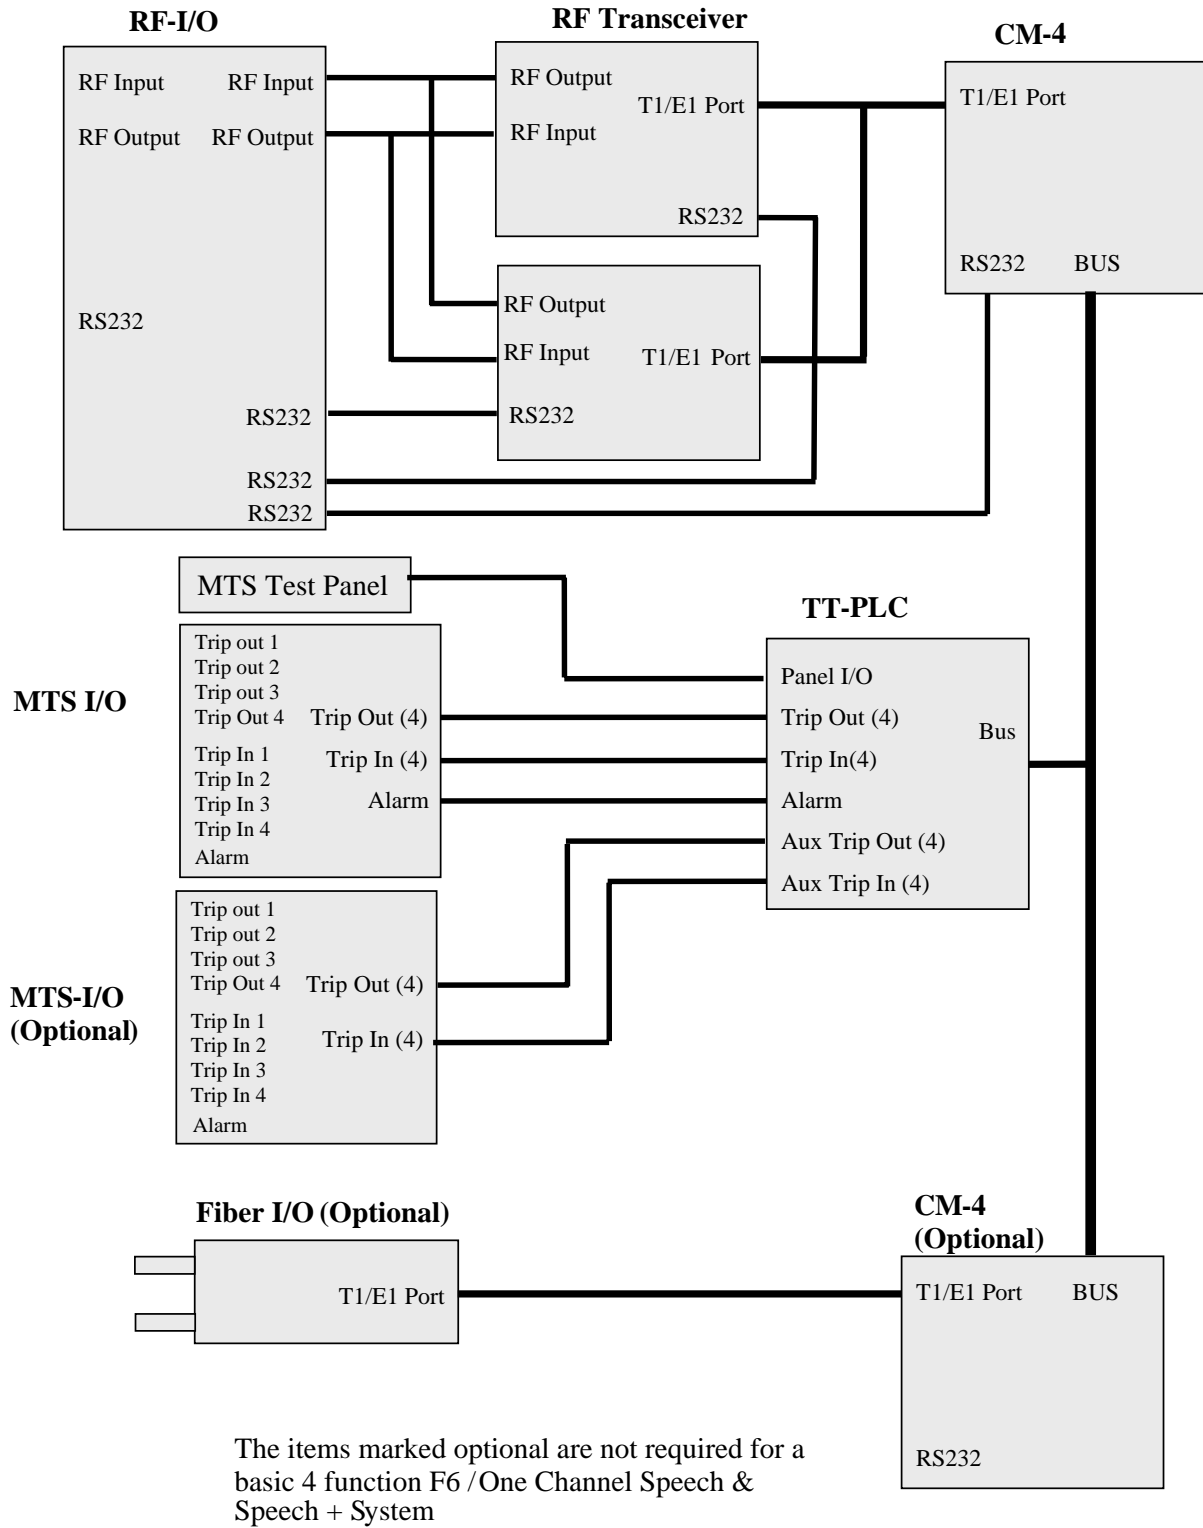 RF-I/O
RF Transceiver
CM-4
RF Input
RF Input
RF Output
RF Output
RS232
RS232
RS232
RS232
RF Output
T1/E1 Port
RF Input
RS232
RF Output
RF Input
T1/E1 Port
RS232
T1/E1 Port
RS232
BUS
MTS Test Panel
TT-PLC
MTS I/O
Trip out 1
Trip out 2
Trip out 3
Trip Out 4
Trip In 1
Trip In 2
Trip In 3
Trip In 4
Alarm
Trip Out (4)
Trip In (4)
Alarm
Panel I/O
Trip Out (4)
Trip In(4)
Alarm
Aux Trip Out (4)
Aux Trip In (4)
Bus
MTS-I/O
(Optional)
Trip out 1
Trip out 2
Trip out 3
Trip Out 4
Trip In 1
Trip In 2
Trip In 3
Trip In 4
Alarm
Trip Out (4)
Trip In (4)
Fiber I/O (Optional)
T1/E1 Port
CM-4
(Optional)
T1/E1 Port
BUS
RS232
The items marked optional are not required for a
basic 4 function F6 /One Channel Speech &
Speech + System